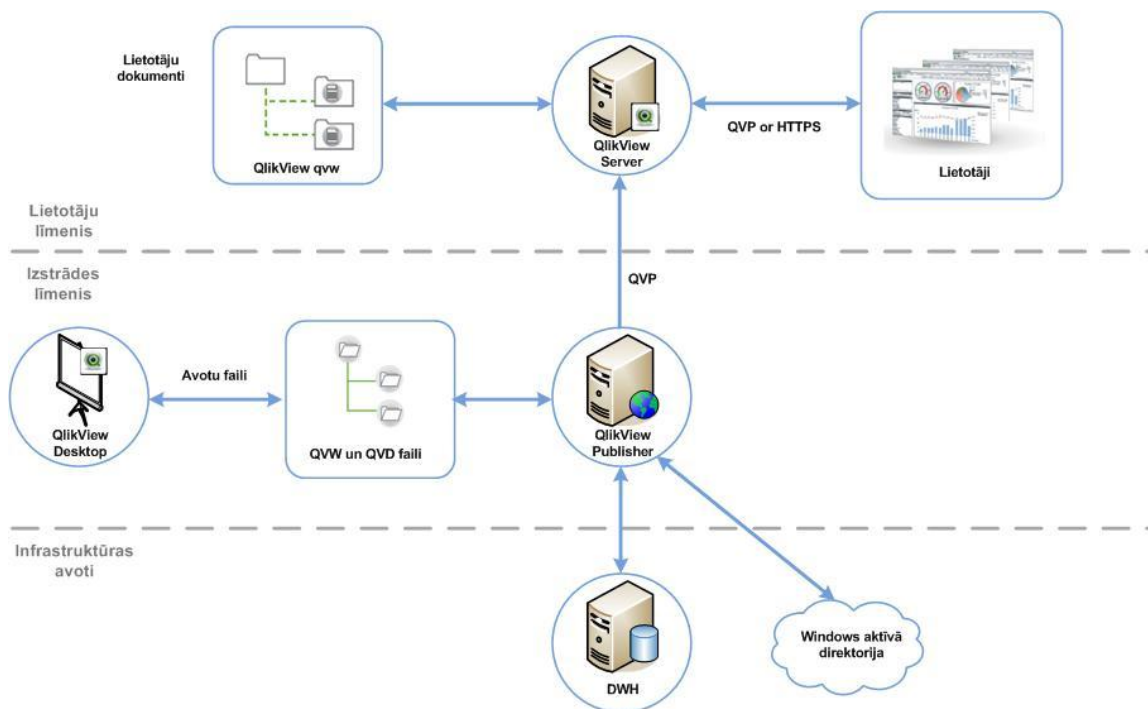 Lietotāju
dokumenti
QlikView qvw
QlikView
Server
QVP or HTTPS
Lietotāji
Lietotāju
līmenis
Izstrādes
līmenis
QVP
QlikView
Desktop
Avotu faili
QVW un QVD faili
QlikView
Publisher
Infrastruktūras
avoti
DWH
Windows aktīvā
direktorija